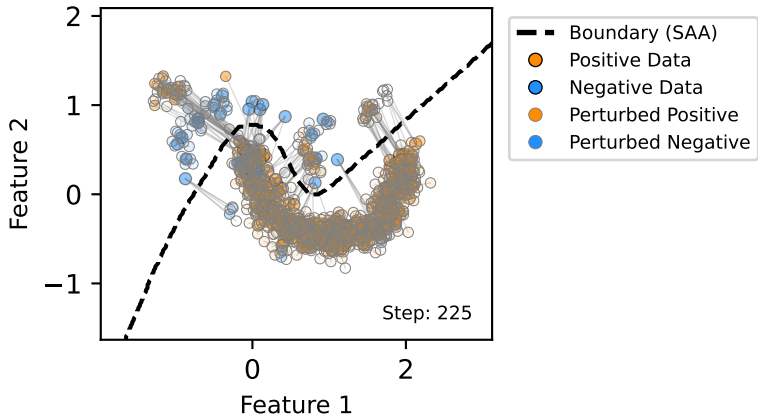 2
1
0
−1
0
2
Feature 2
Feature 1
Step: 225
Boundary (SAA)
Positive Data
Negative Data
Perturbed Positive
Perturbed Negative